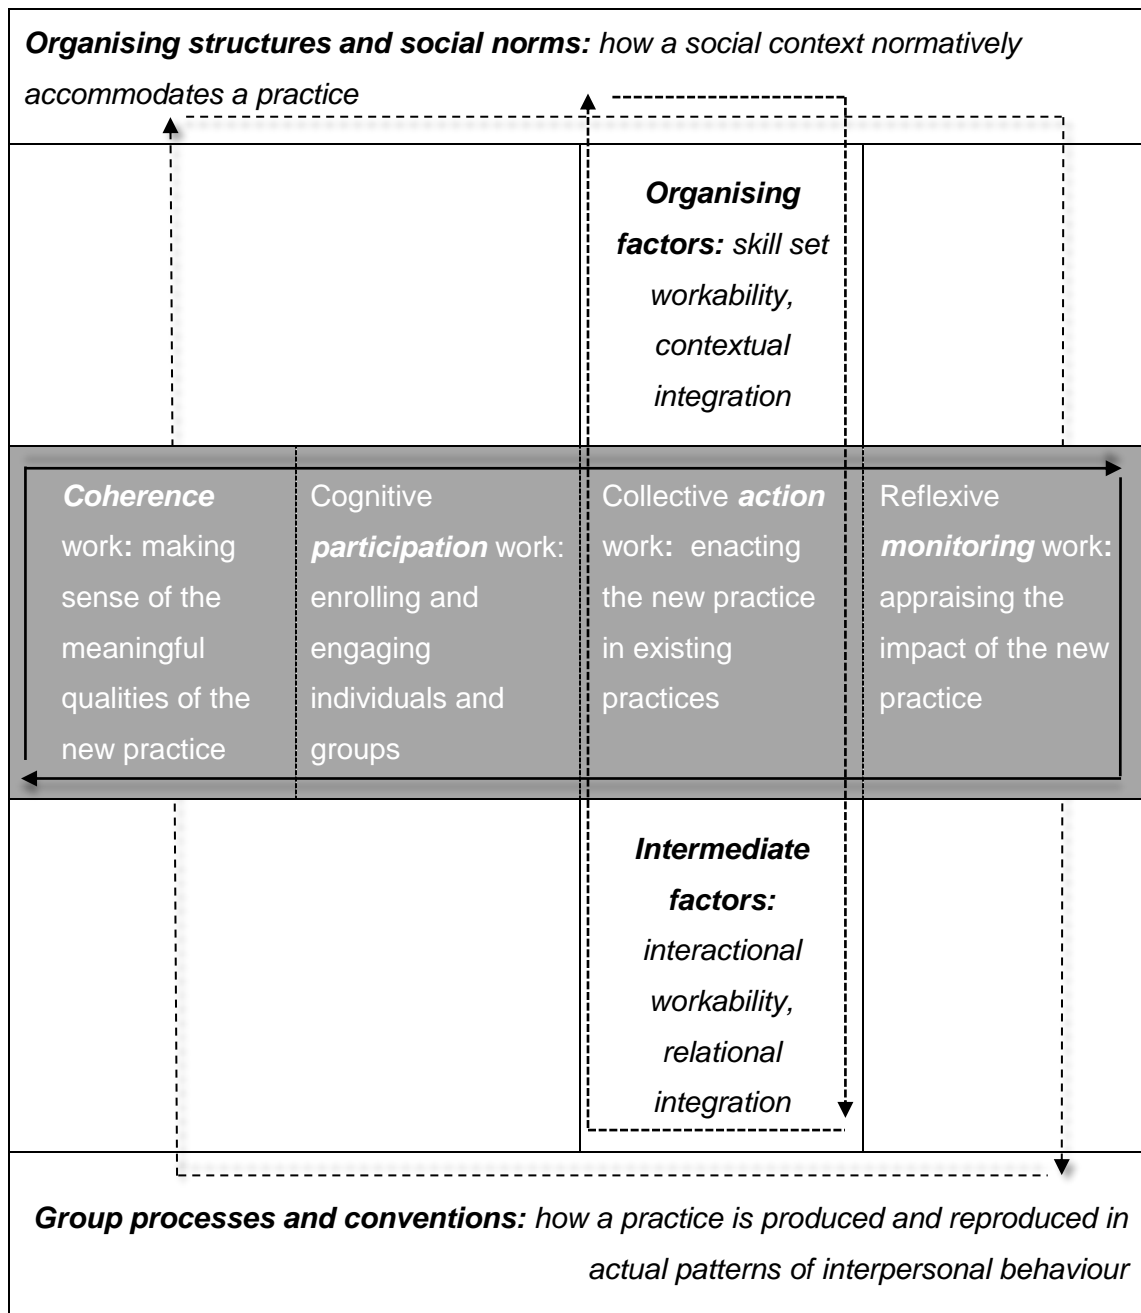 Organising structures and social norms: how a social context normatively
accommodates a practice
Organising
factors: skill set
workability,
contextual
integration
Coherence
work: making
sense of the
meaningful
qualities of the
new practice
Cognitive
participation work:
enrolling and
engaging
individuals and
groups
Collective action
work:  enacting
the new practice
in existing
practices
Reflexive
monitoring work:
appraising the
impact of the new
practice
Intermediate
factors:
interactional
workability,
relational
integration
Group processes and conventions: how a practice is produced and reproduced in
actual patterns of interpersonal behaviour